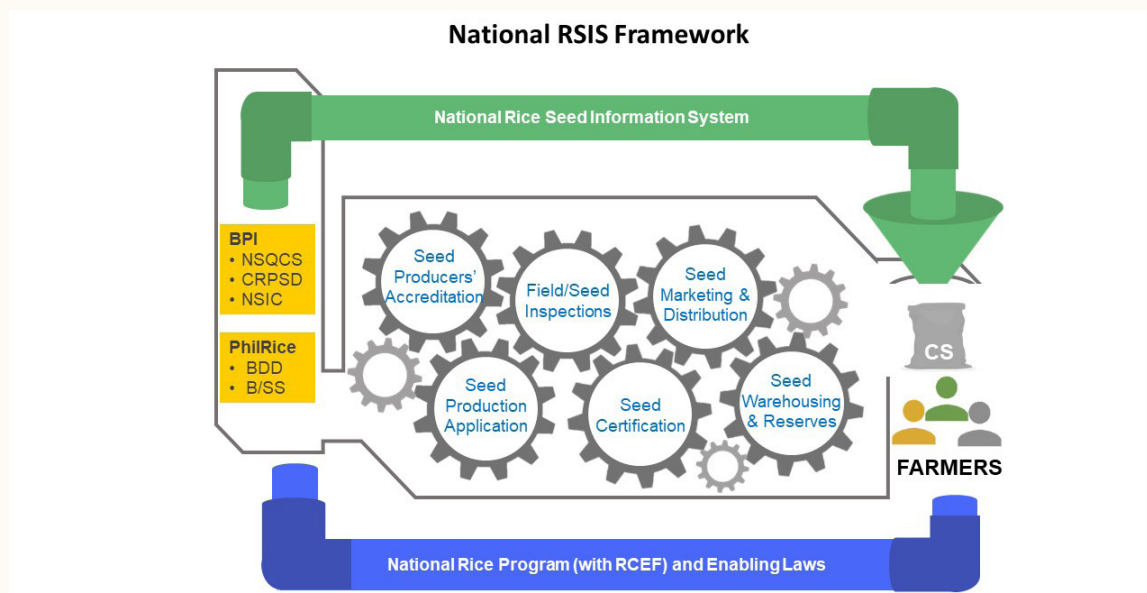 National RSIS Framework
National Rice Seed Information System
BPI
• NSQCS
• CRPSD
• NSIC
PhilRice
• BDD
• B/SS
Seed
Producers'
Accreditation
Field/Seed
Inspections
Seed
Marketing &
Distribution
Seed
Production
Application
Seed
Certification
Seed
Warehousing
& Reserves
CS
FARMERS
National Rice Program (with RCEF) and Enabling Laws